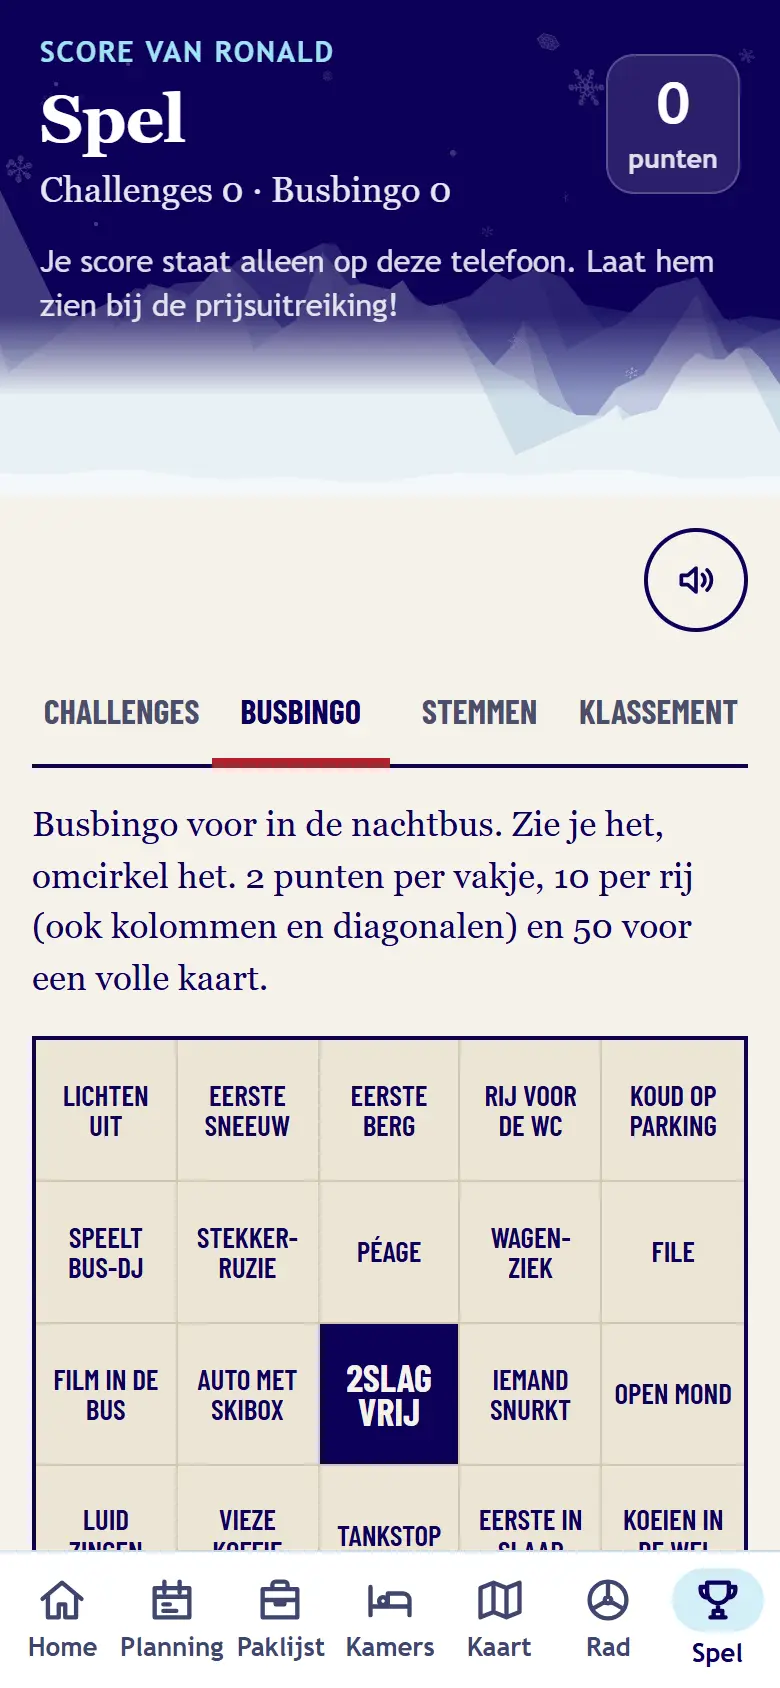 SCORE VAN RONALD
Spel
Challenges 0 · Busbingo 0
0
punten
Je score staat alleen op deze telefoon. Laat hem
zien bij de prijsuitreiking!
CHALLENGES BUSBINGO STEMMEN KLASSEMENT
Busbingo voor in de nachtbus. Zie je het,
omcirkel het. 2 punten per vakje, 10 per rij
(ook kolommen en diagonalen) en 50 voor
een volle kaart.
LICHTEN
UIT
EERSTE
SNEEUW
EERSTE
BERG
RIJ VOOR
DE WC
KOUD OP
PARKING
SPEELT
BUS-DJ
STEKKER-
RUZIE
PÉAGE
WAGEN-
ZIEK
FILE
FILM IN DE
BUS
AUTO MET
SKIBOX
2SLAG
VRIJ
IEMAND
SNURKT
OPEN MOND
LUID
ZINGEN
VIEZE
KOFFIE
TANKSTOP
EERSTE IN
SLAAP
KOEIEN IN
DE WEI
Home Planning Paklijst Kamers Kaart Rad Spel